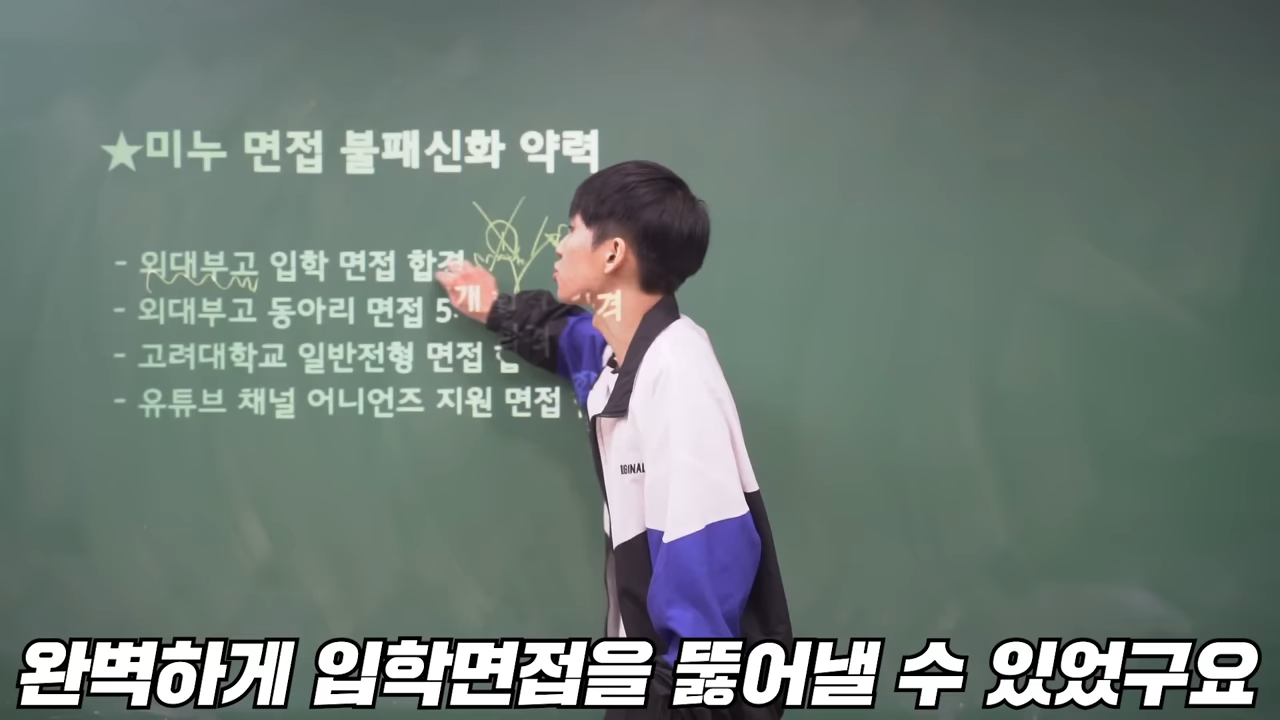 ★미누 면접 불패신화 약력
- 외대부고 입학 면접 합격
- 외대부고 동아리 면접 5개
- 고려대학교 일반전형 면접
- 유튜브 채널 어니언즈 지원 면접
완벽하게 입학면접을 뚫어낼 수 있었구요